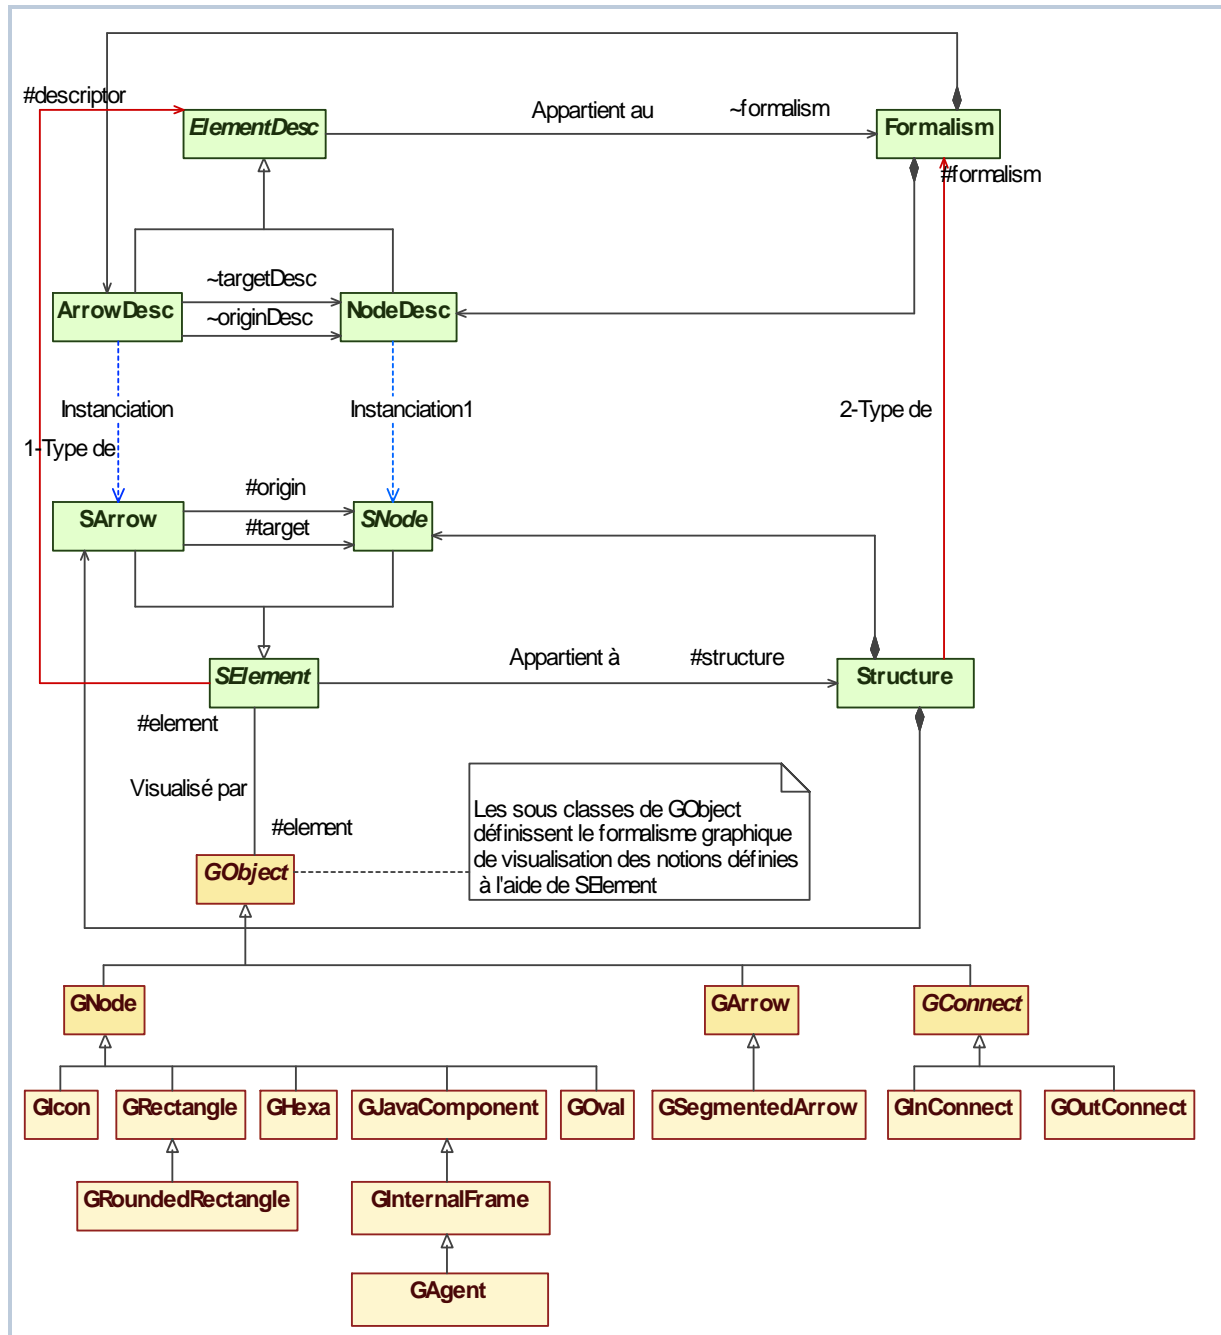 #descriptor
ElementDesc
Appartient au
~formalism
Formalism
#formalism
~targetDesc
ArrowDesc
NodeDesc
~originDesc
Instanciation
Instanciation1
2-Type de
1-Type de
#origin
SArrow
SNode
#target
Appartient à
#structure
SElement
Structure
#element
Visualisé par
#element
Les sous classes de GObject
définissent le formalisme graphique
de visualisation des notions définies
à l'aide de SElement
GObject
GNode
GArrow
GConnect
GIcon
GRectangle
GHexa
GJavaComponent
GOval
GSegmentedArrow
GInConnect
GOutConnect
GRoundedRectangle
GInternalFrame
GAgent